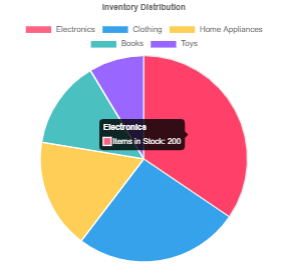 Inventory Distribution
Electronics Clothing Home Appliances
Books Toys
Electronics
Items in Stock: 200